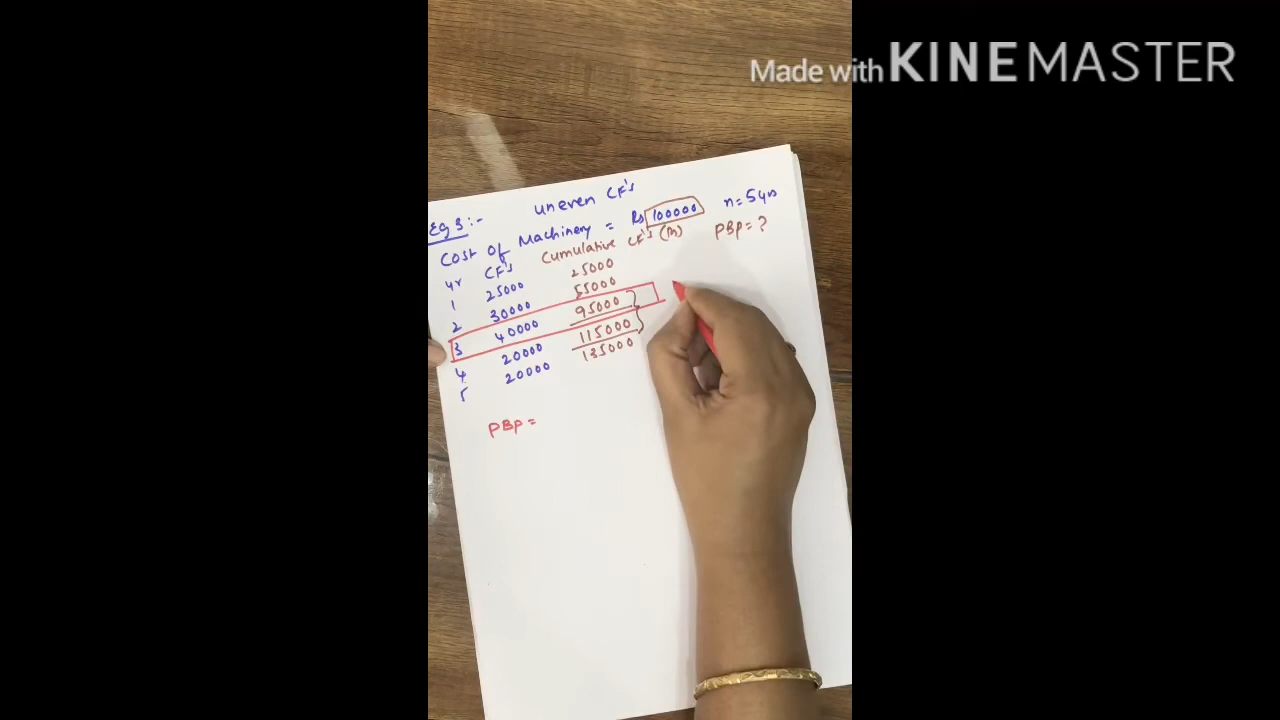 Made with KINEMASTER
uneven CF's
Eg 3:-
Cost of Machinery = Rs 100000 n = 5 yrs
yr CF's Cumulative CF's (Rs) PBP = ?
1 25000 25000
2 30000 55000
3 40000 95000
4 20000 115000
5 20000 135000
PBP =